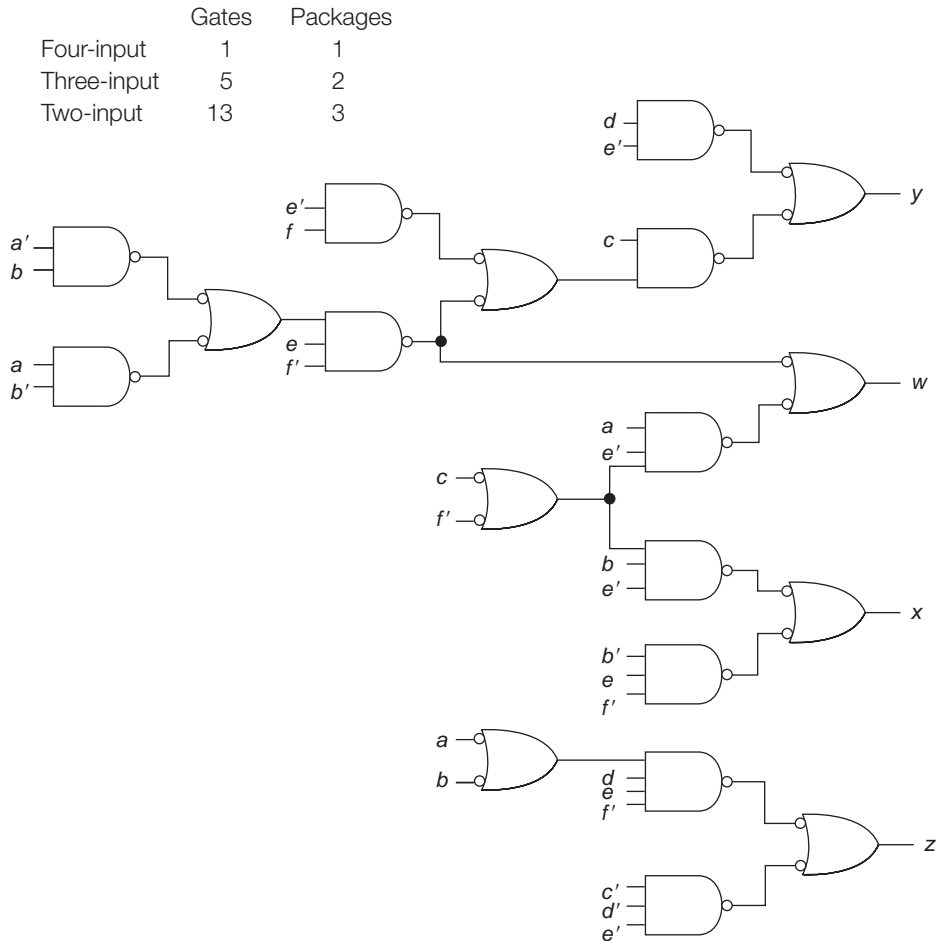 Gates Packages
Four-input 1 1
Three-input 5 2
Two-input 13 3
d
e′
y
e′
f
c
a′
b
e
f′
a
b′
w
a
e′
c
f′
b
e′
x
b′
e
f′
a
b
d
e
f′
z
c′
d′
e′